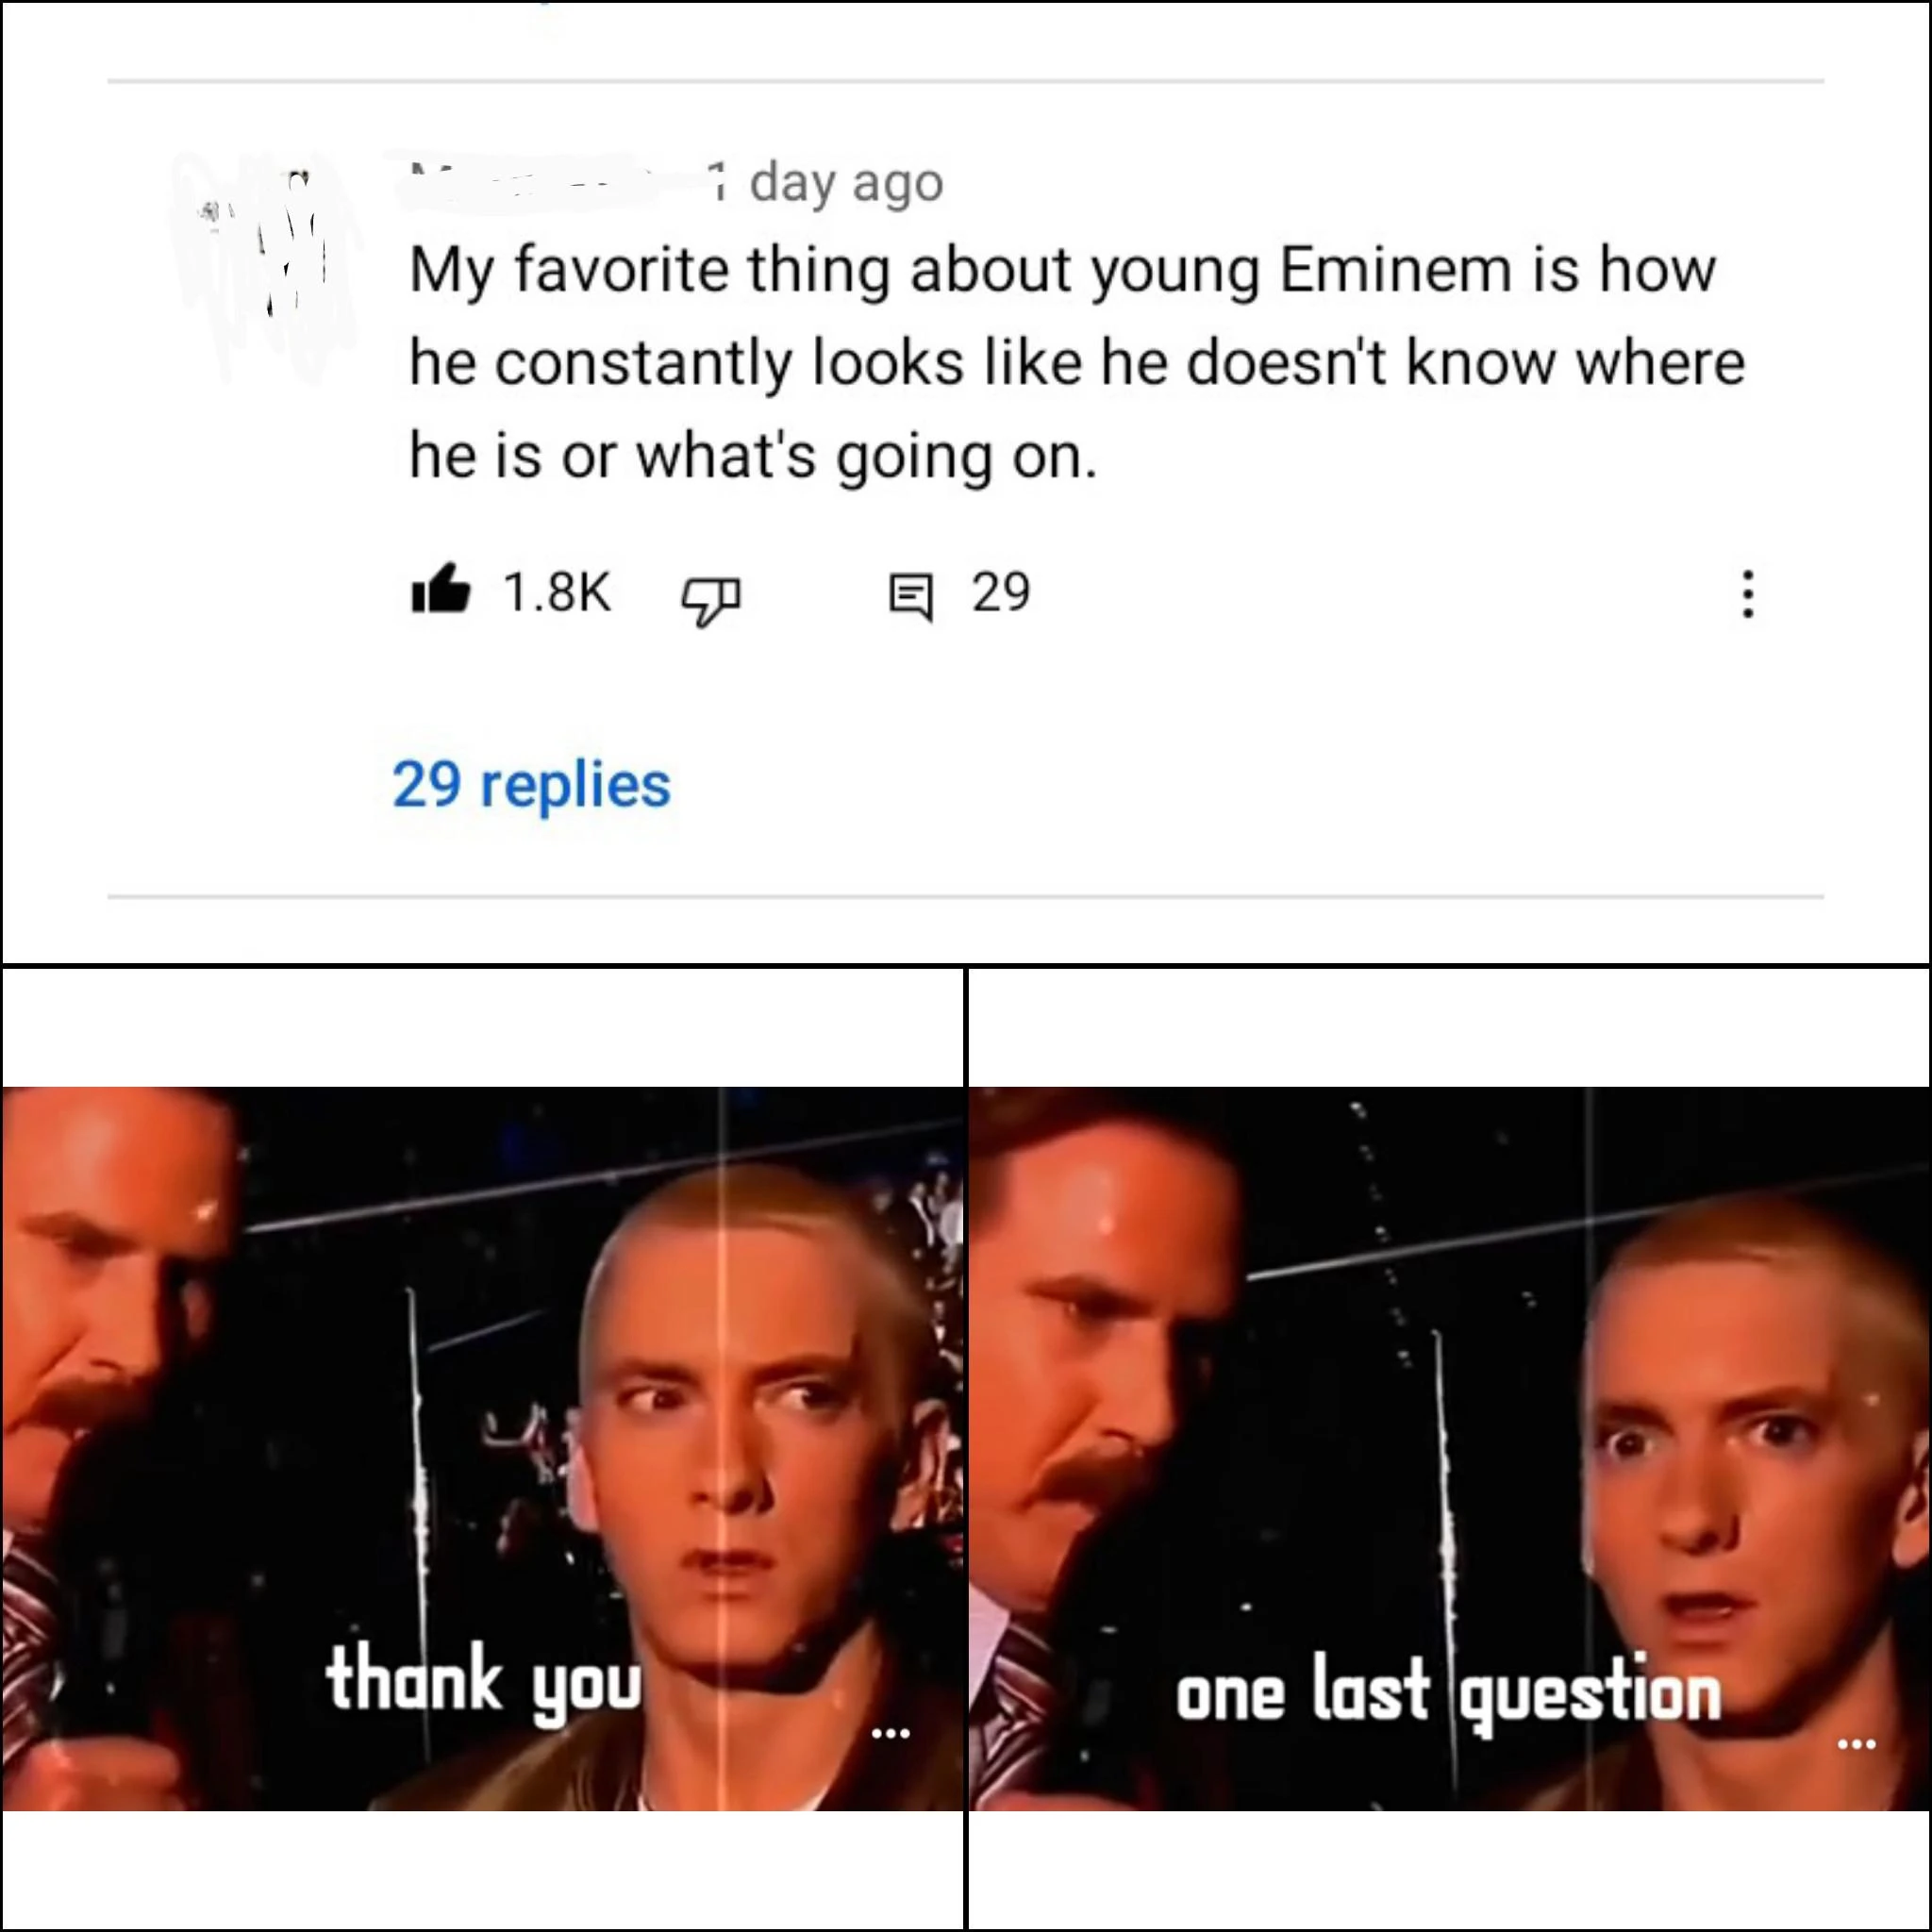 1 day ago
My favorite thing about young Eminem is how
he constantly looks like he doesn't know where
he is or what's going on.
1.8K 29
29 replies
thank you
one last question